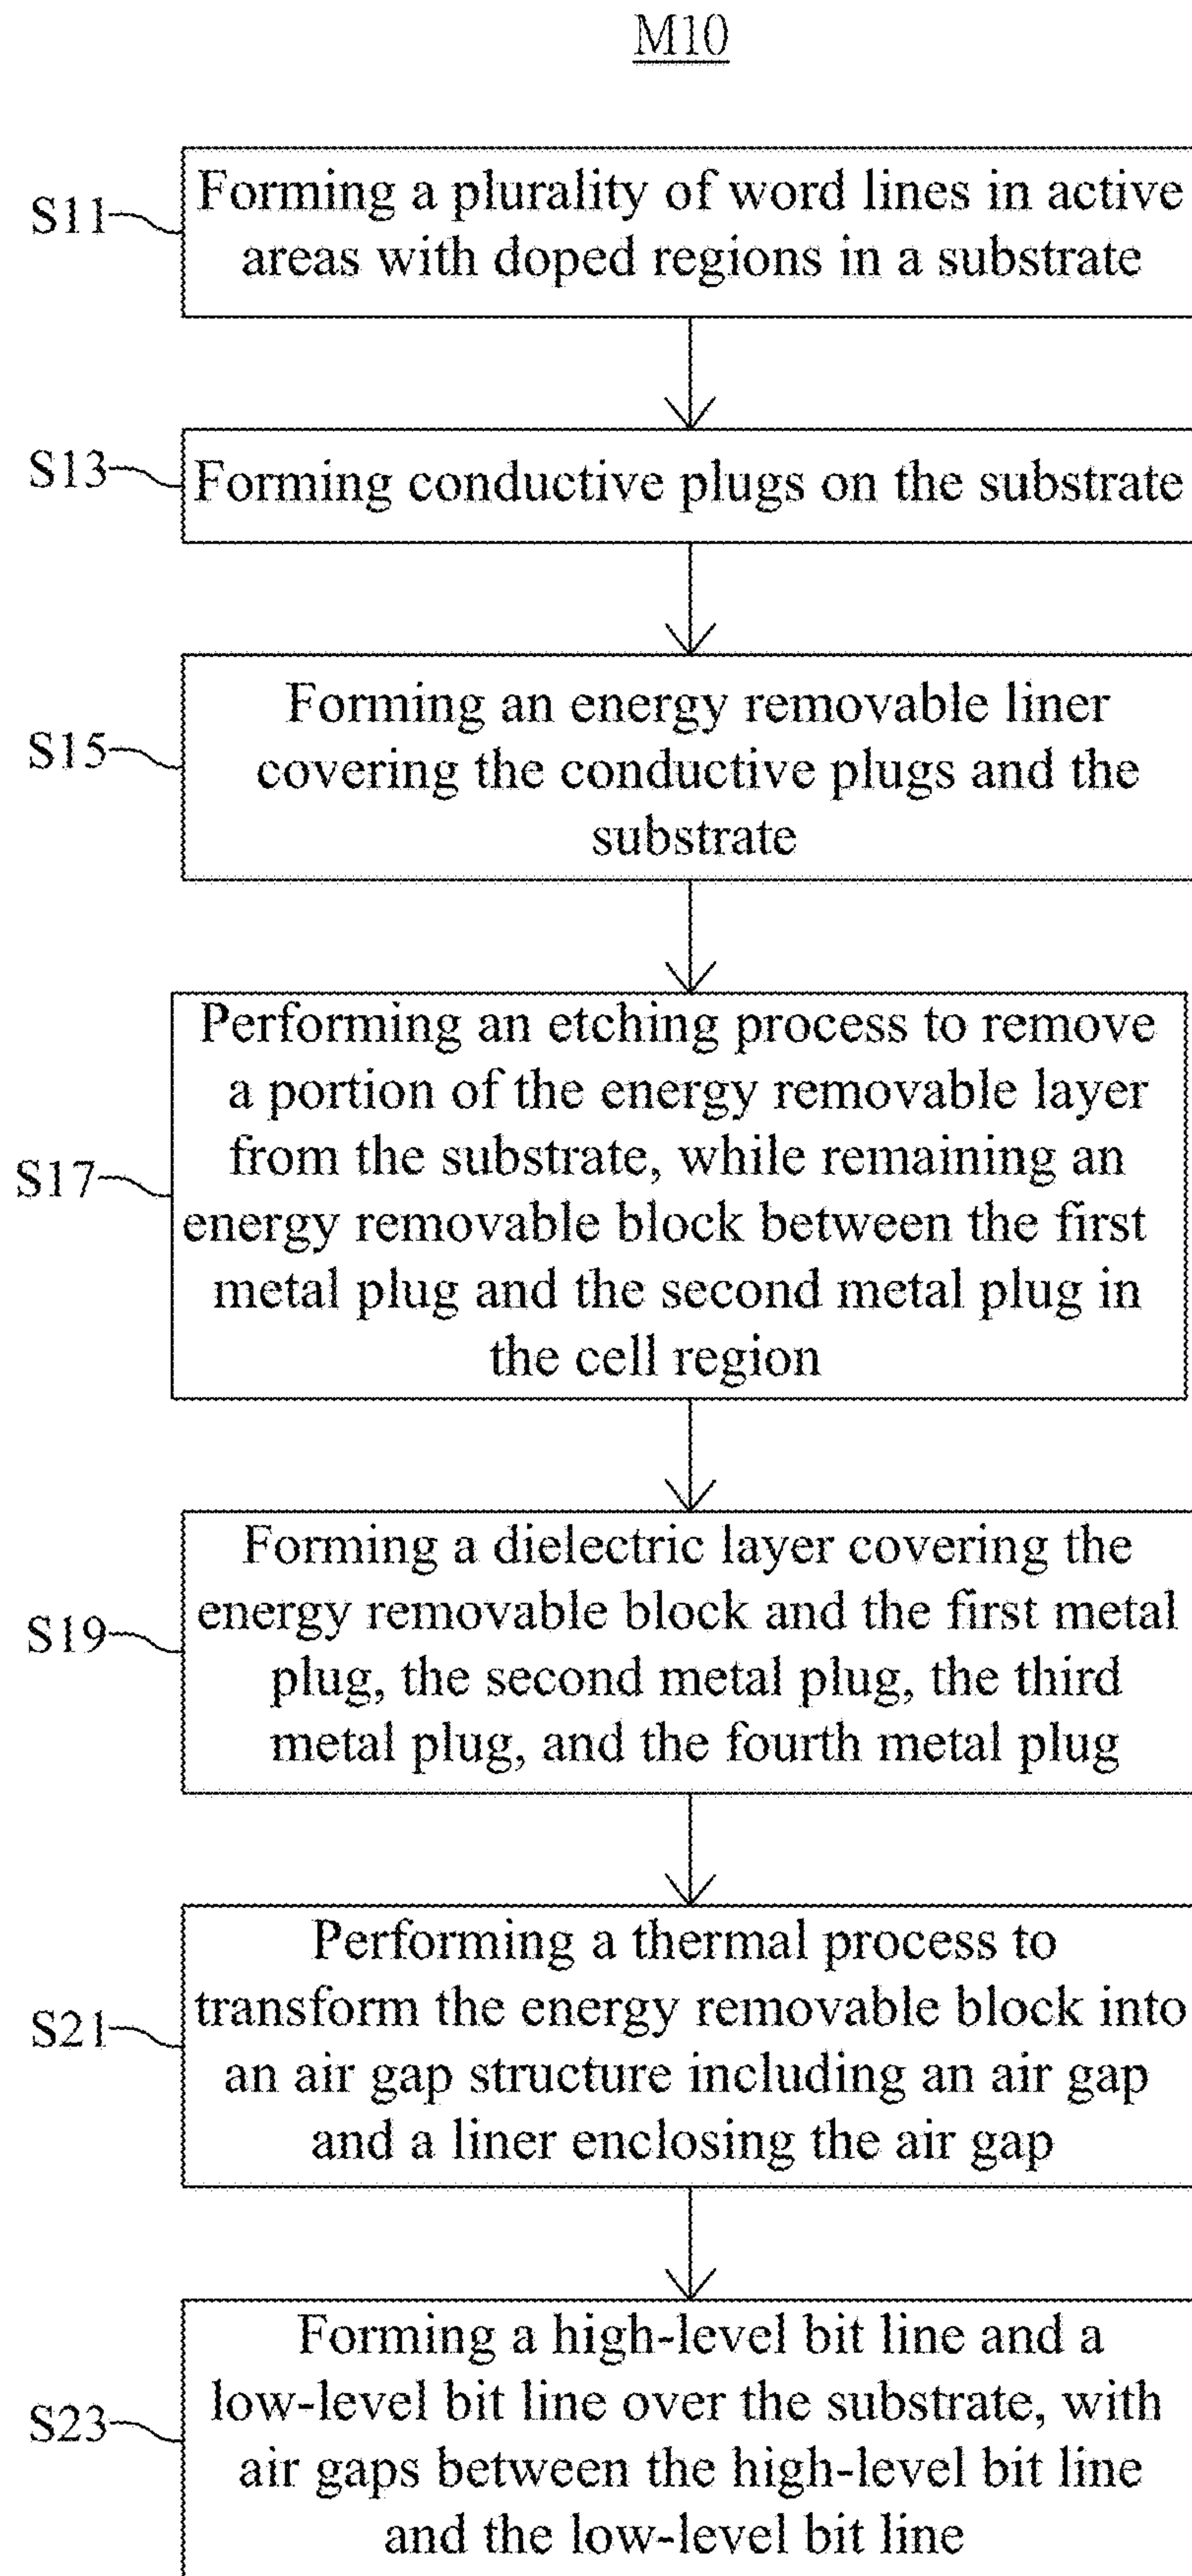 M10
S11
Forming a plurality of word lines in active
areas with doped regions in a substrate
S13
Forming conductive plugs on the substrate
S15
Forming an energy removable liner
covering the conductive plugs and the
substrate
S17
Performing an etching process to remove
a portion of the energy removable layer
from the substrate, while remaining an
energy removable block between the first
metal plug and the second metal plug in
the cell region
S19
Forming a dielectric layer covering the
energy removable block and the first metal
plug, the second metal plug, the third
metal plug, and the fourth metal plug
S21
Performing a thermal process to
transform the energy removable block into
an air gap structure including an air gap
and a liner enclosing the air gap
S23
Forming a high-level bit line and a
low-level bit line over the substrate, with
air gaps between the high-level bit line
and the low-level bit line